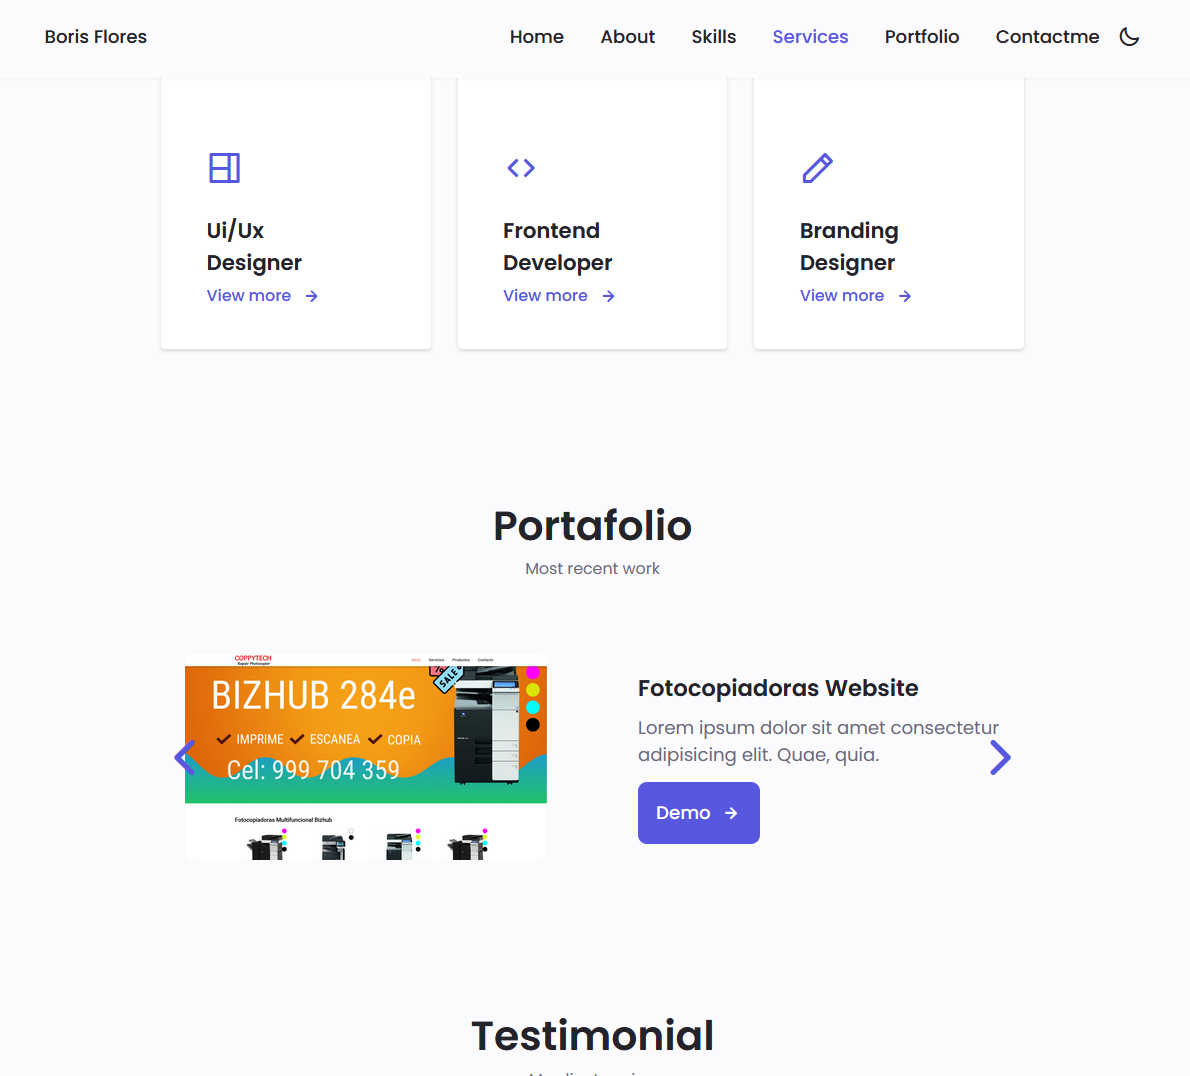 Boris Flores
Home About Skills Services Portfolio Contactme
Ui/Ux
Designer
View more
Frontend
Developer
View more
Branding
Designer
View more
Portafolio
Most recent work
COPPYTECH
Repair Photocopier
Inicio Servicios Productos Contacto
SALE
BIZHUB 284e
IMPRIME ESCANEA COPIA
Cel: 999 704 359
Fotocopiadoras Multifuncional Bizhub
Fotocopiadoras Website
Lorem ipsum dolor sit amet consectetur
adipisicing elit. Quae, quia.
Demo
Testimonial